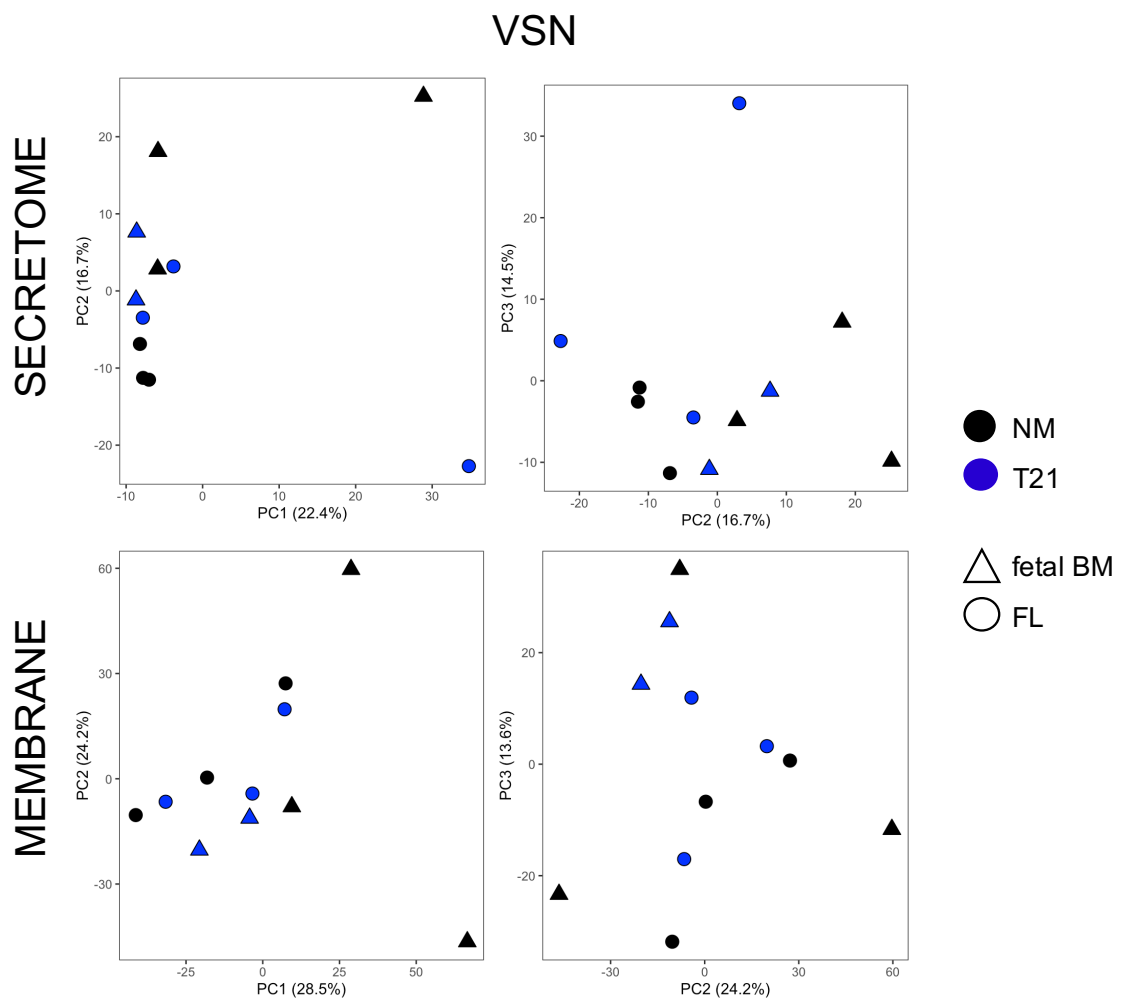 VSN
SECRETOME
20
10
0
-10
-20
PC2 (16.7%)
-10
0
10
20
30
PC1 (22.4%)
30
20
10
0
-10
PC3 (14.5%)
-20
-10
0
10
20
PC2 (16.7%)
NM
T21
fetal BM
FL
MEMBRANE
60
30
0
-30
PC2 (24.2%)
-25
0
25
50
PC1 (28.5%)
20
0
-20
PC3 (13.6%)
-30
0
30
60
PC2 (24.2%)